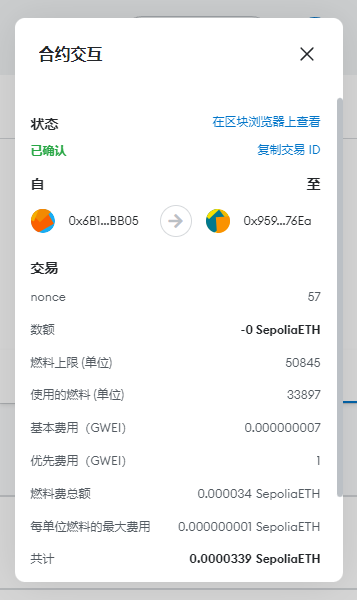 合约交互
状态 在区块浏览器上查看
已确认 复制交易 ID
自 至
0x6B1...BB05 0x959...76Ea
交易
nonce 57
数额 -0 SepoliaETH
燃料上限 (单位) 50845
使用的燃料 (单位) 33897
基本费用（GWEI） 0.000000007
优先费用（GWEI） 1
燃料费总额 0.000034 SepoliaETH
每单位燃料的最大费用 0.000000001 SepoliaETH
共计 0.0000339 SepoliaETH